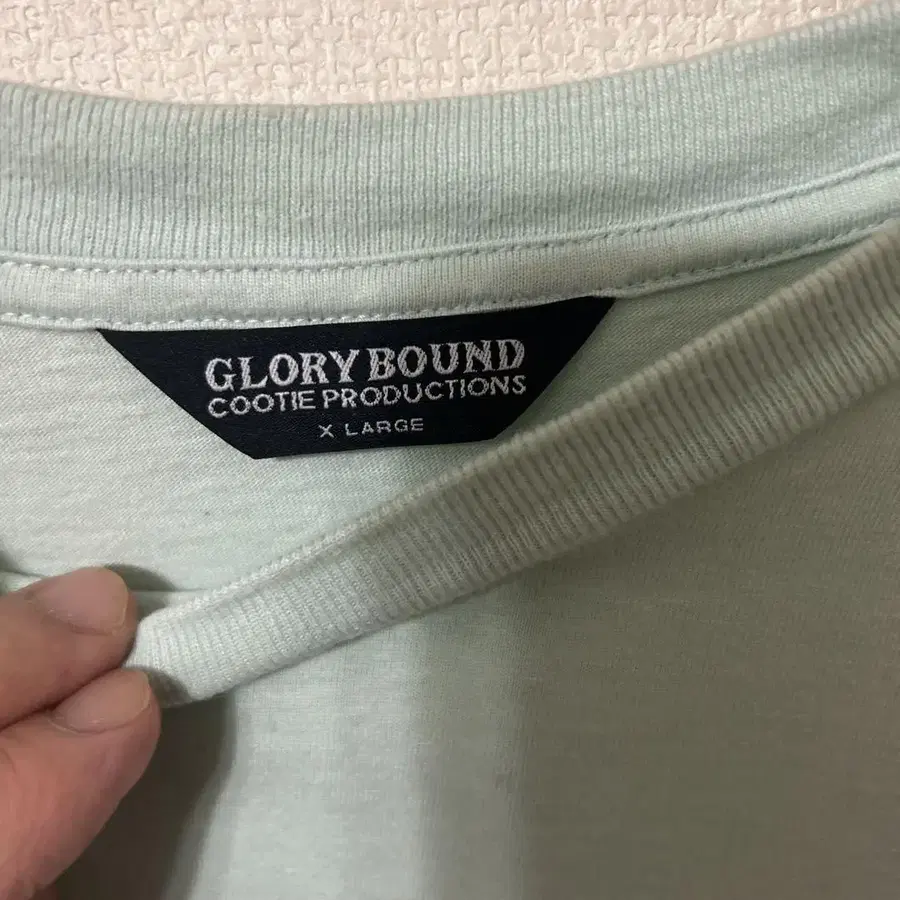 GLORY BOUND
COOTIE PRODUCTIONS
X LARGE